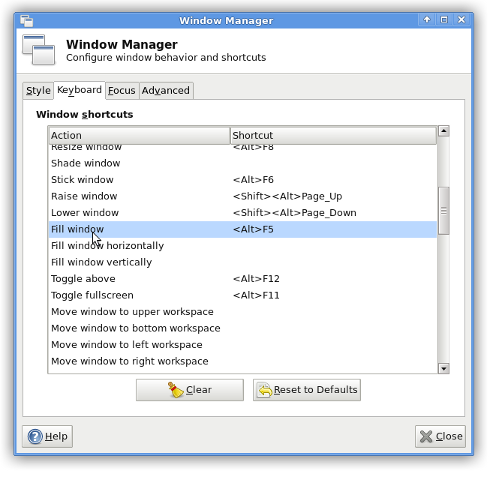 Window Manager
Window Manager
Configure window behavior and shortcuts
Style Keyboard Focus Advanced
Window shortcuts
Action Shortcut
Resize window <Alt>F8
Shade window
Stick window <Alt>F6
Raise window <Shift><Alt>Page_Up
Lower window <Shift><Alt>Page_Down
Fill window <Alt>F5
Fill window horizontally
Fill window vertically
Toggle above <Alt>F12
Toggle fullscreen <Alt>F11
Move window to upper workspace
Move window to bottom workspace
Move window to left workspace
Move window to right workspace
Clear Reset to Defaults
Help Close